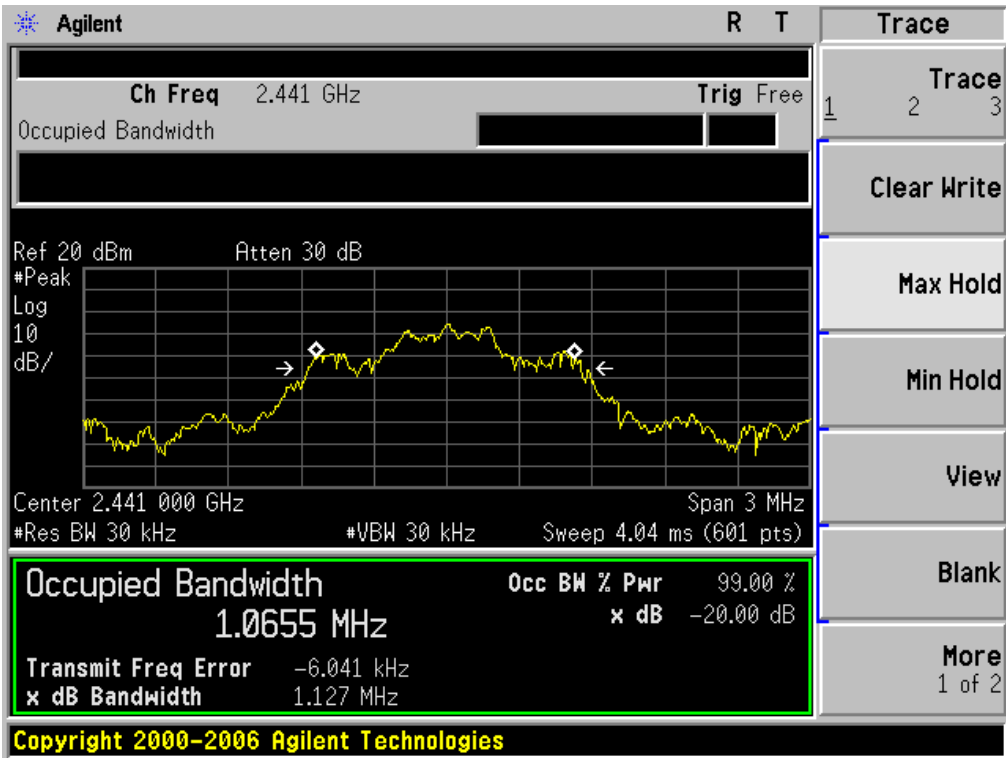 Agilent R T Trace
Ch Freq 2.441 GHz Trig Free
Occupied Bandwidth
Trace
1 2 3
Clear Write
Max Hold
Min Hold
View
Blank
More
1 of 2
Ref 20 dBm Atten 30 dB
#Peak
Log
10
dB/
Center 2.441 000 GHz Span 3 MHz
#Res BW 30 kHz #VBW 30 kHz Sweep 4.04 ms (601 pts)
Occupied Bandwidth Occ BW % Pwr 99.00 %
1.0655 MHz x dB -20.00 dB
Transmit Freq Error -6.041 kHz
x dB Bandwidth 1.127 MHz
Copyright 2000-2006 Agilent Technologies